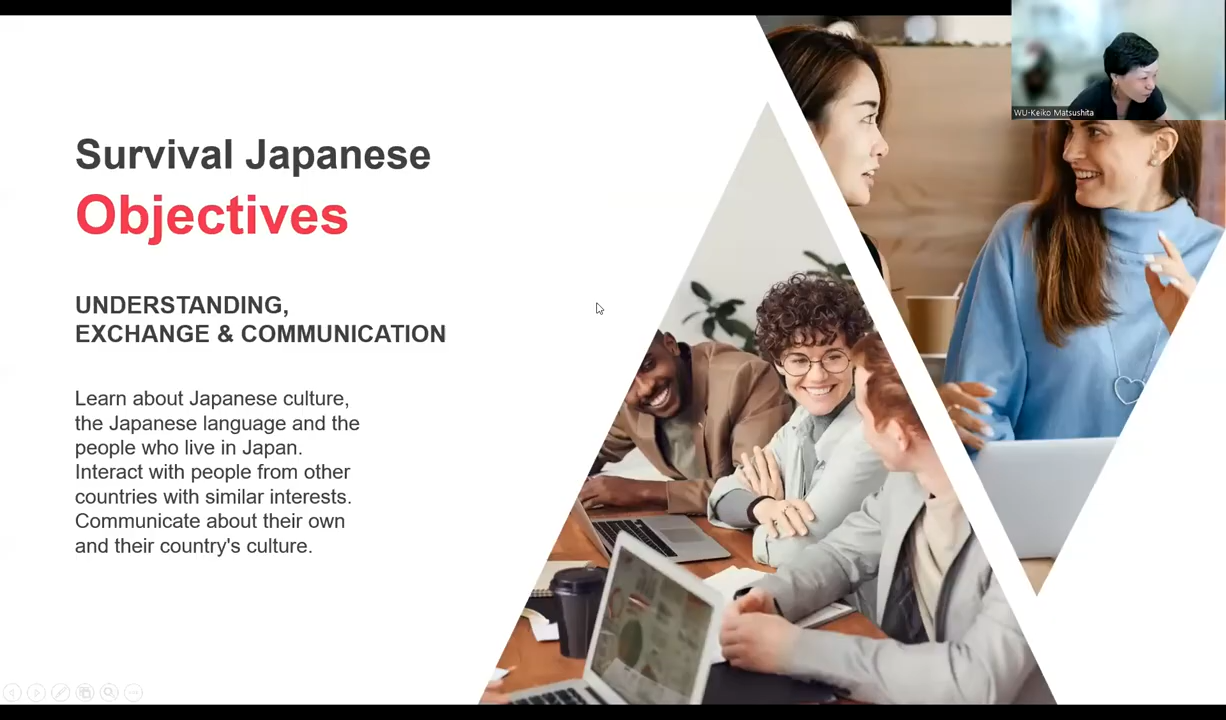 Survival Japanese
Objectives
UNDERSTANDING,
EXCHANGE & COMMUNICATION
Learn about Japanese culture,
the Japanese language and the
people who live in Japan.
Interact with people from other
countries with similar interests.
Communicate about their own
and their country's culture.
WU-Keiko Matsushita